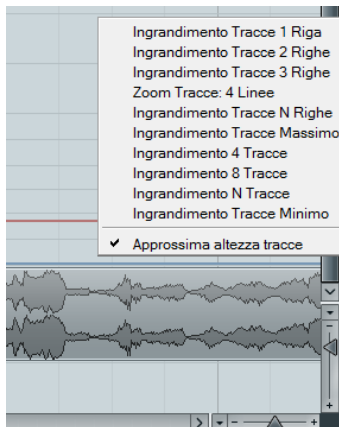 Ingrandimento Tracce 1 Riga
Ingrandimento Tracce 2 Righe
Ingrandimento Tracce 3 Righe
Zoom Tracce: 4 Linee
Ingrandimento Tracce N Righe
Ingrandimento Tracce Massimo
Ingrandimento 4 Tracce
Ingrandimento 8 Tracce
Ingrandimento N Tracce
Ingrandimento Tracce Minimo
Approssima altezza tracce